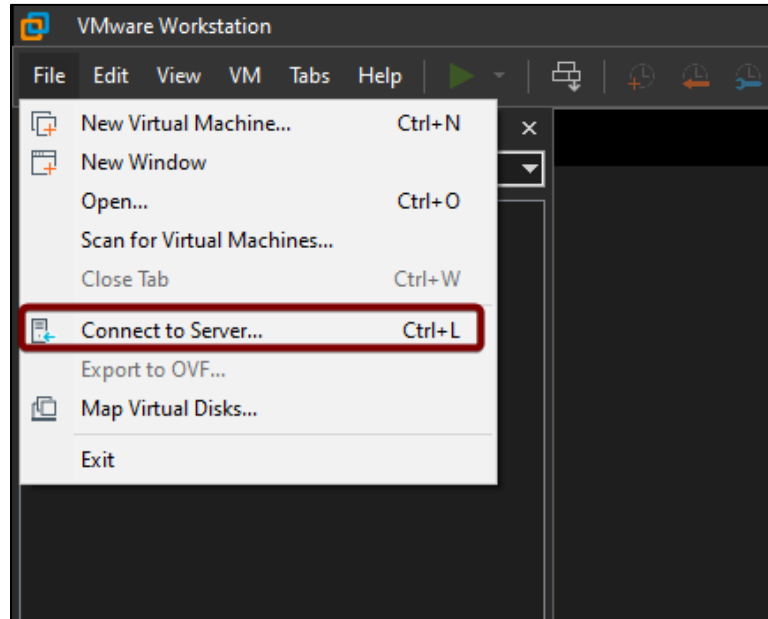 VMware Workstation
File Edit View VM Tabs Help
New Virtual Machine... Ctrl+N
New Window
Open... Ctrl+O
Scan for Virtual Machines...
Close Tab Ctrl+W
Connect to Server... Ctrl+L
Export to OVF...
Map Virtual Disks...
Exit